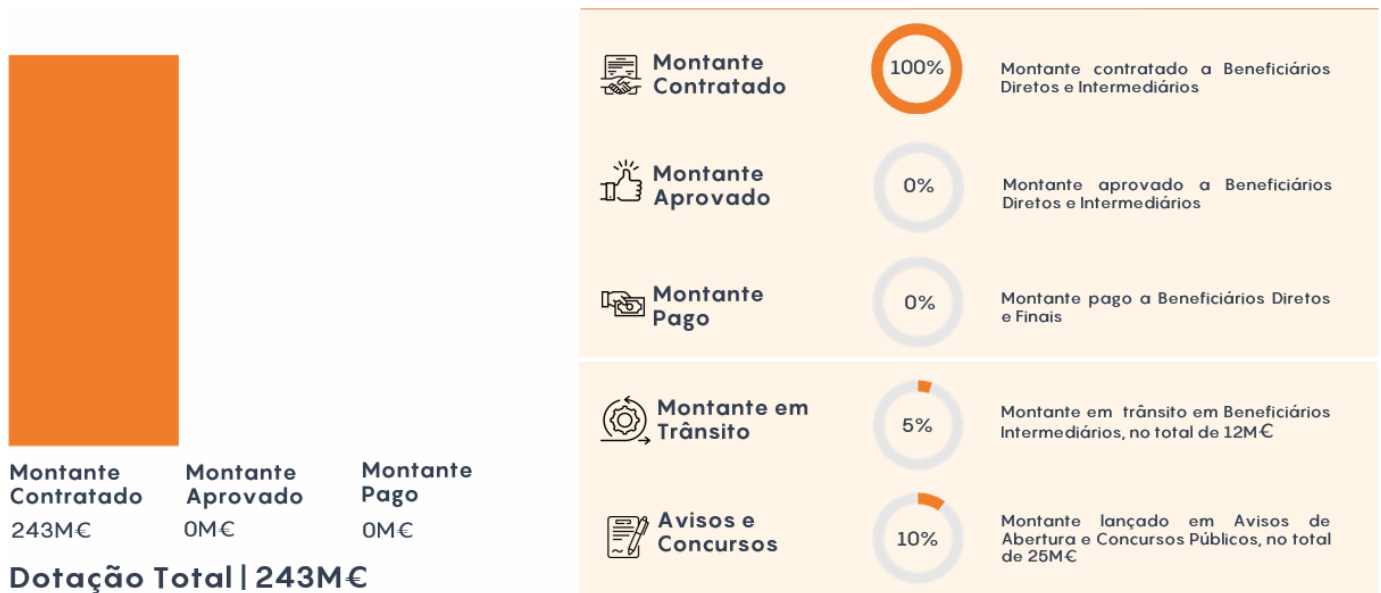 Montante
Contratado
243M€
Montante
Aprovado
0M€
Montante
Pago
0M€
Dotação Total | 243M€
Montante
Contratado
100%
Montante contratado a Beneficiários
Diretos e Intermediários
Montante
Aprovado
0%
Montante aprovado a Beneficiários
Diretos e Intermediários
Montante
Pago
0%
Montante pago a Beneficiários Diretos
e Finais
Montante em
Trânsito
5%
Montante em trânsito em Beneficiários
Intermediários, no total de 12M€
Avisos e
Concursos
10%
Montante lançado em Avisos de
Abertura e Concursos Públicos, no total
de 25M€